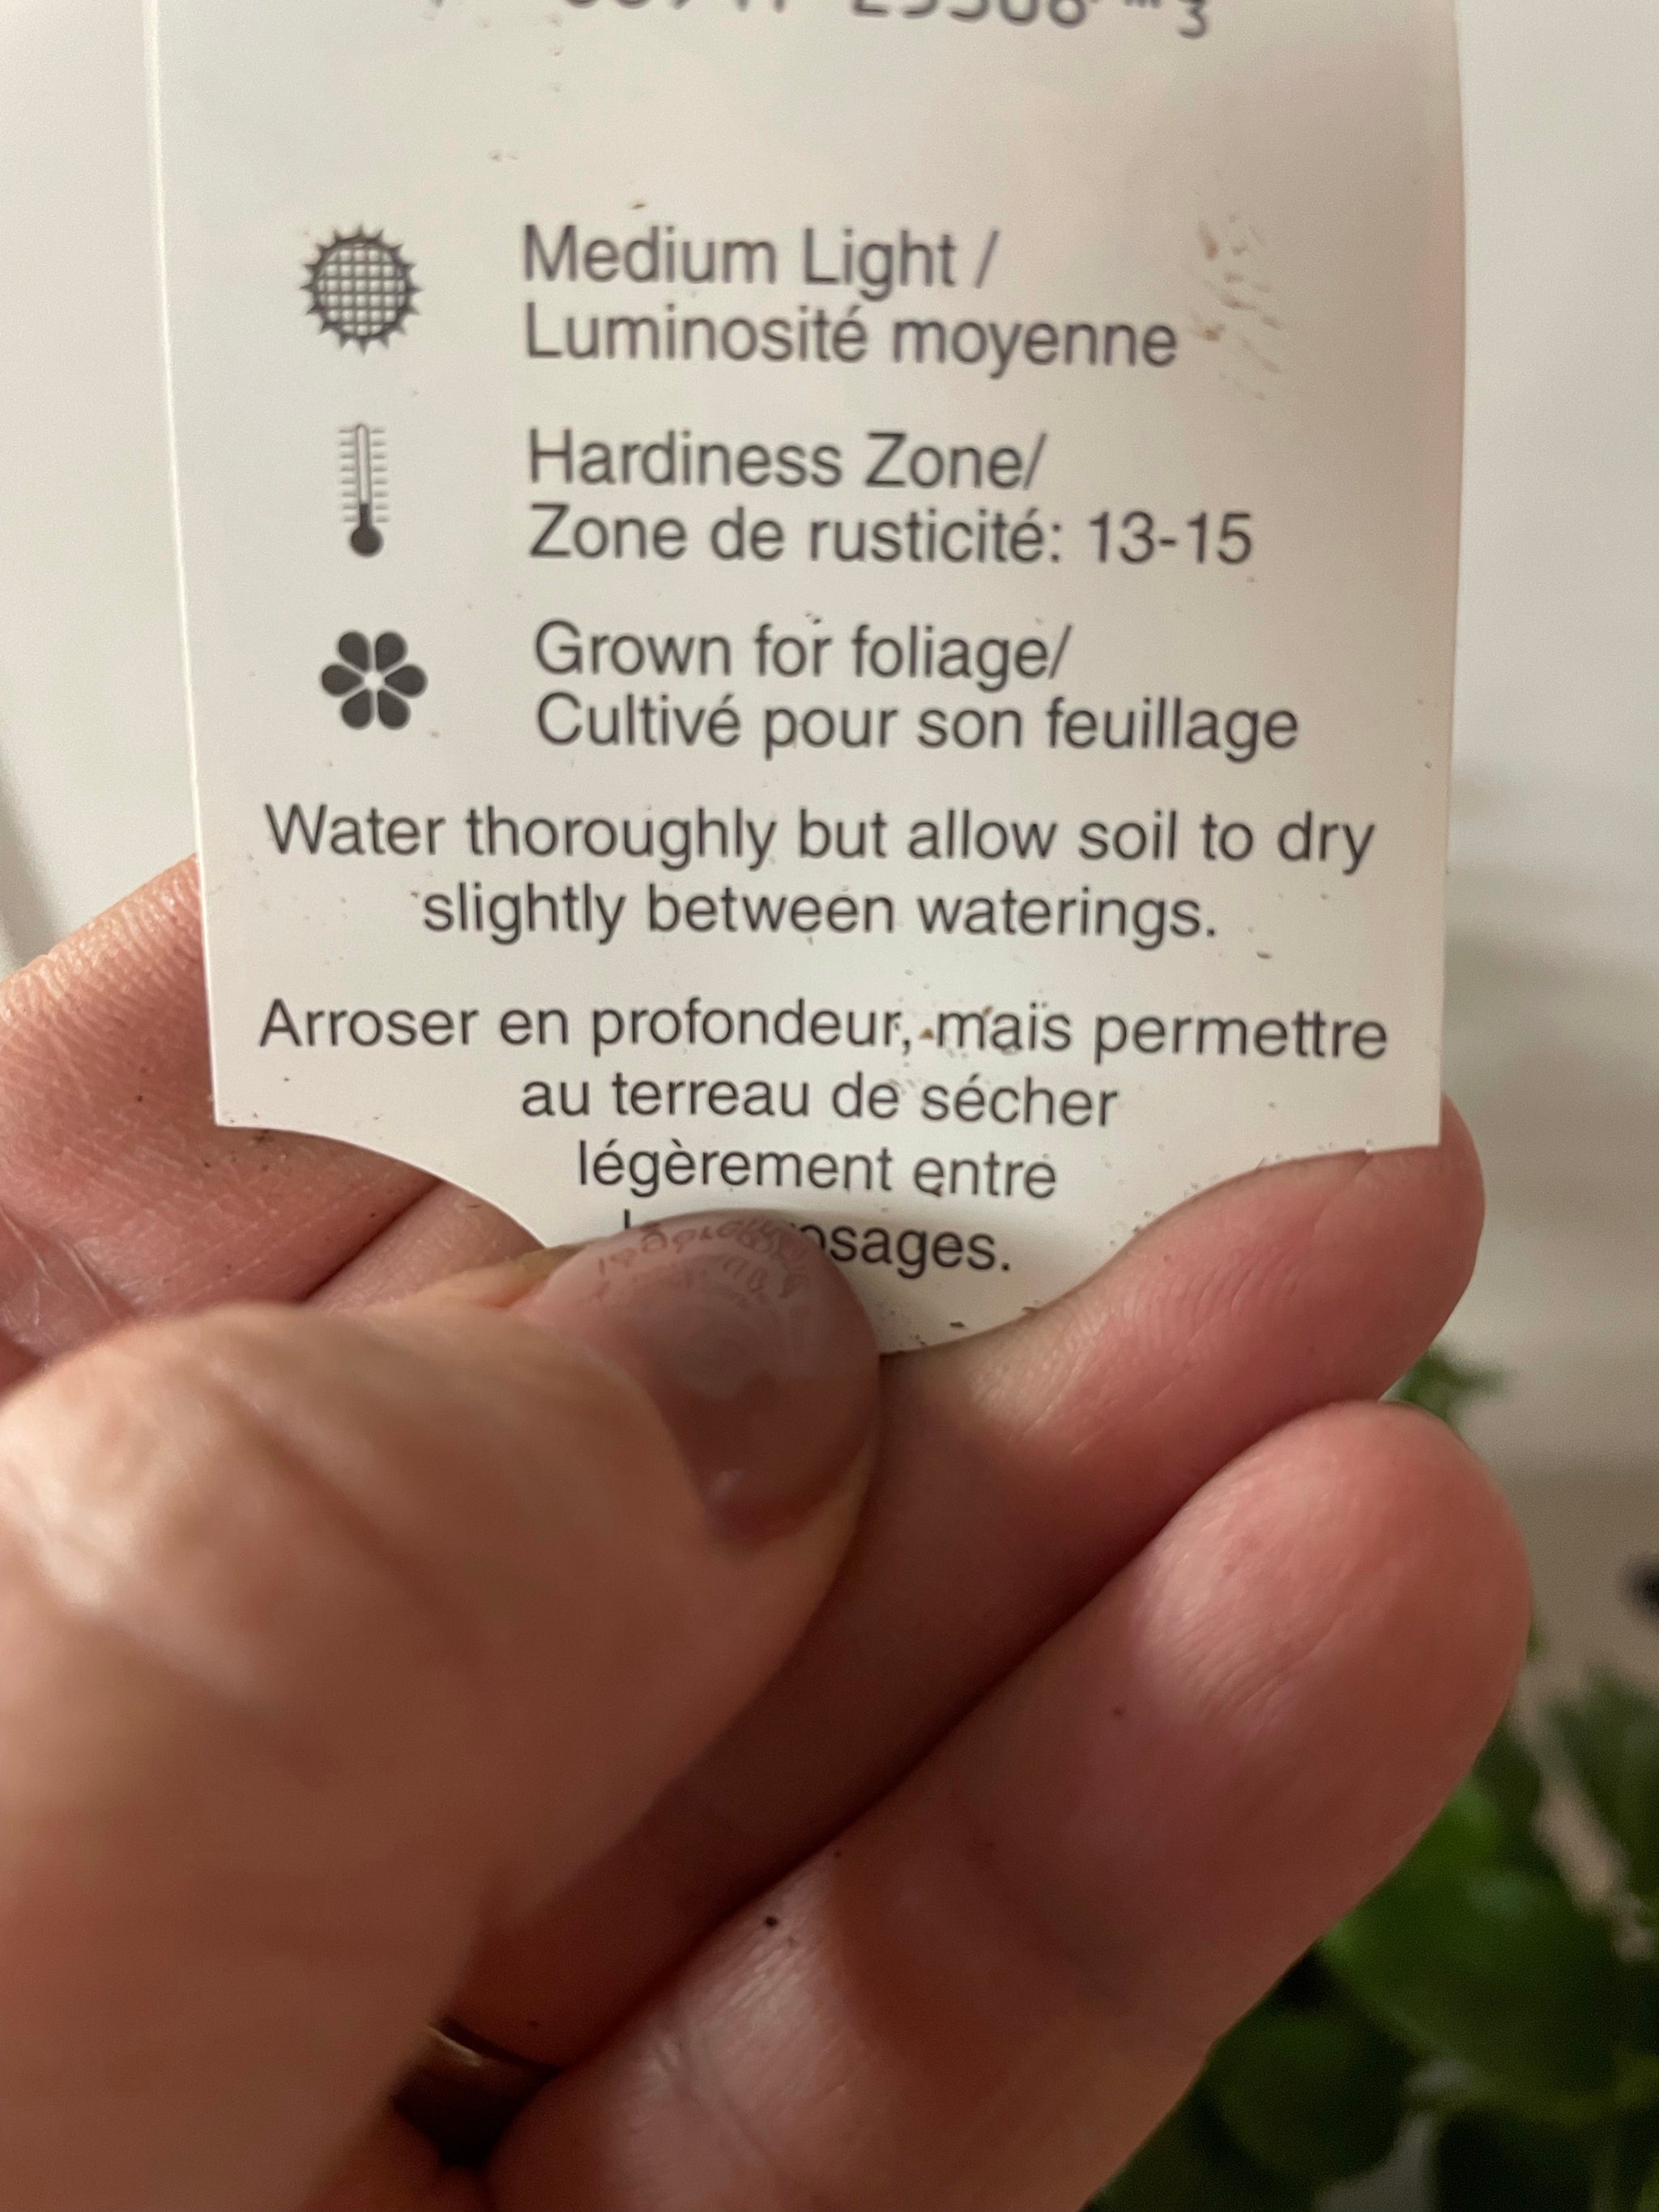 Medium Light /
Luminosité moyenne
Hardiness Zone/
Zone de rusticité: 13-15
Grown for foliage/
Cultivé pour son feuillage
Water thoroughly but allow soil to dry
slightly between waterings.
Arroser en profondeur, mais permettre
au terreau de sécher
légèrement entre